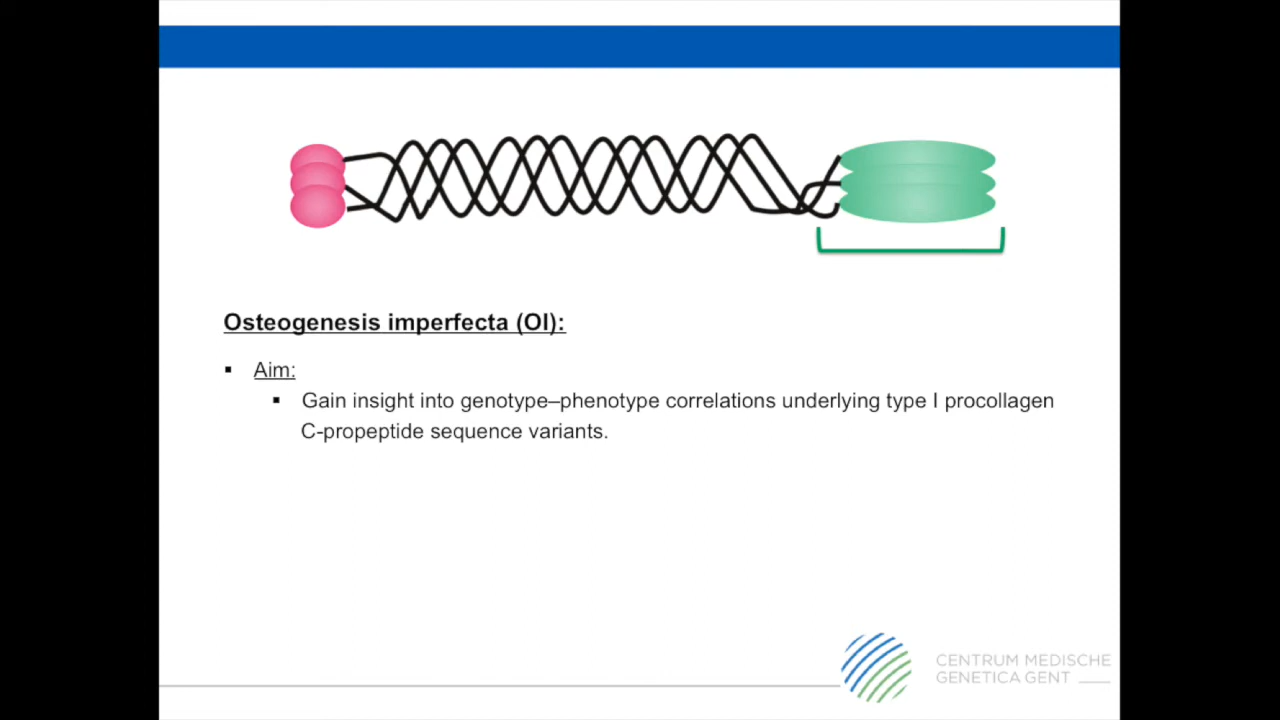 Osteogenesis imperfecta (OI):
▪ Aim:
▪ Gain insight into genotype–phenotype correlations underlying type I procollagen
C-propeptide sequence variants.
CENTRUM MEDISCHE
GENETICA GENT